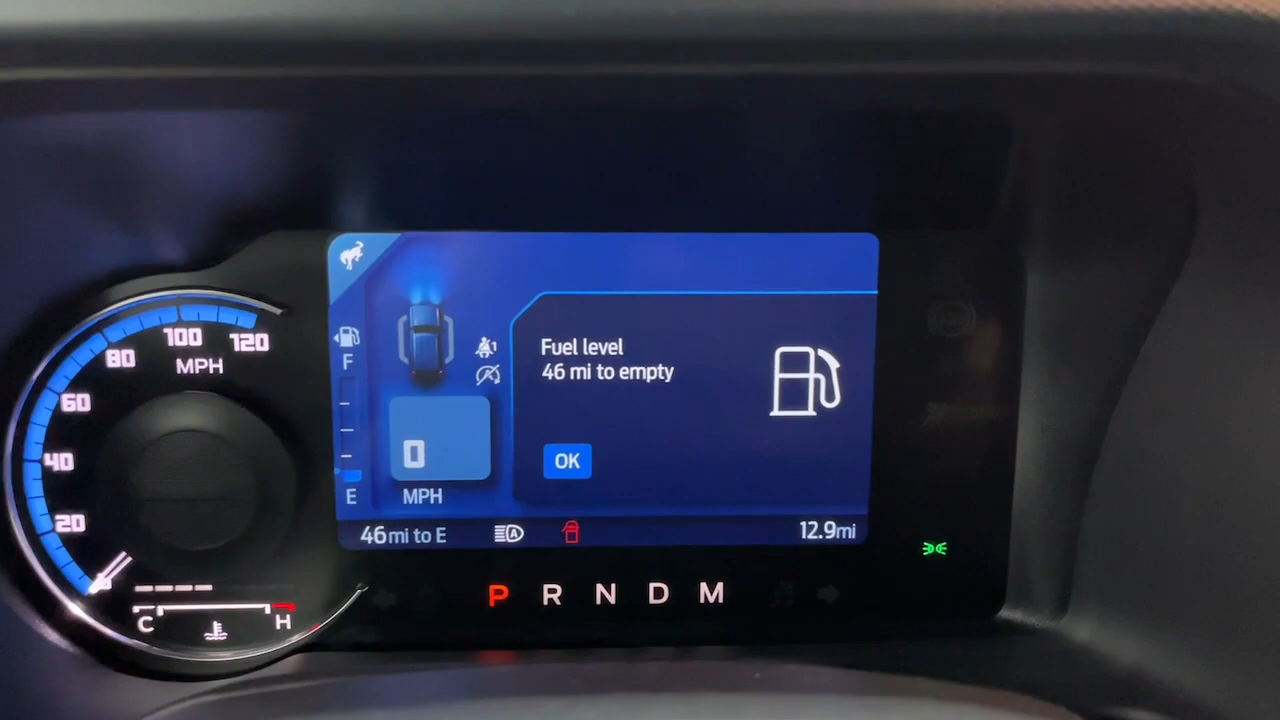 80
100
120
MPH
60
40
20
C
H
F
E
0
MPH
Fuel level
46 mi to empty
OK
46mi to E
A
12.9mi
P R N D M